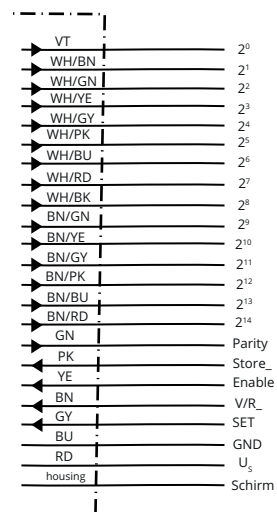 VT 2⁰
WH/BN 2¹
WH/GN 2²
WH/YE 2³
WH/GY 2⁴
WH/PK 2⁵
WH/BU 2⁶
WH/RD 2⁷
WH/BK 2⁸
BN/GN 2⁹
BN/YE 2¹⁰
BN/GY 2¹¹
BN/PK 2¹²
BN/BU 2¹³
BN/RD 2¹⁴
GN Parity
PK Store_
YE Enable
BN V/R_
GY SET
BU GND
RD Uₛ
housing Schirm